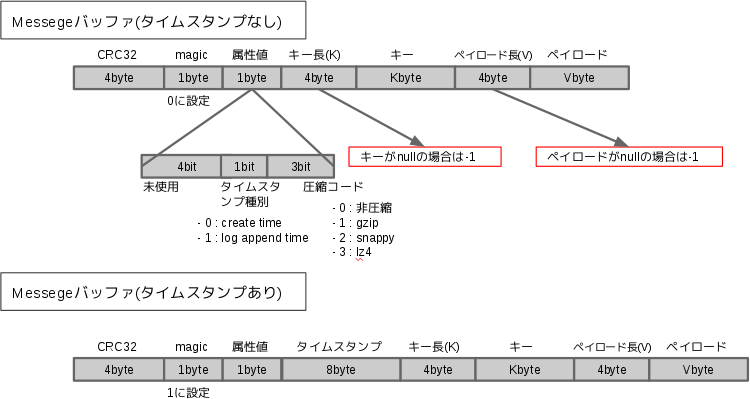 Messegeバッファ(タイムスタンプなし)
CRC32 magic 属性値 キー長(K) キー ペイロード長(V) ペイロード
4byte 1byte 1byte 4byte Kbyte 4byte Vbyte
0に設定
キーがnullの場合は-1 ペイロードがnullの場合は-1
4bit 1bit 3bit
未使用 タイムスタ 圧縮コード
ンプ種別
- 0 : 非圧縮
- 0 : create time - 1 : gzip
- 1 : log append time - 2 : snappy
- 3 : lz4
Messegeバッファ(タイムスタンプあり)
CRC32 magic 属性値 タイムスタンプ キー長(K) キー ペイロード長(V) ペイロード
4byte 1byte 1byte 8byte 4byte Kbyte 4byte Vbyte
1に設定